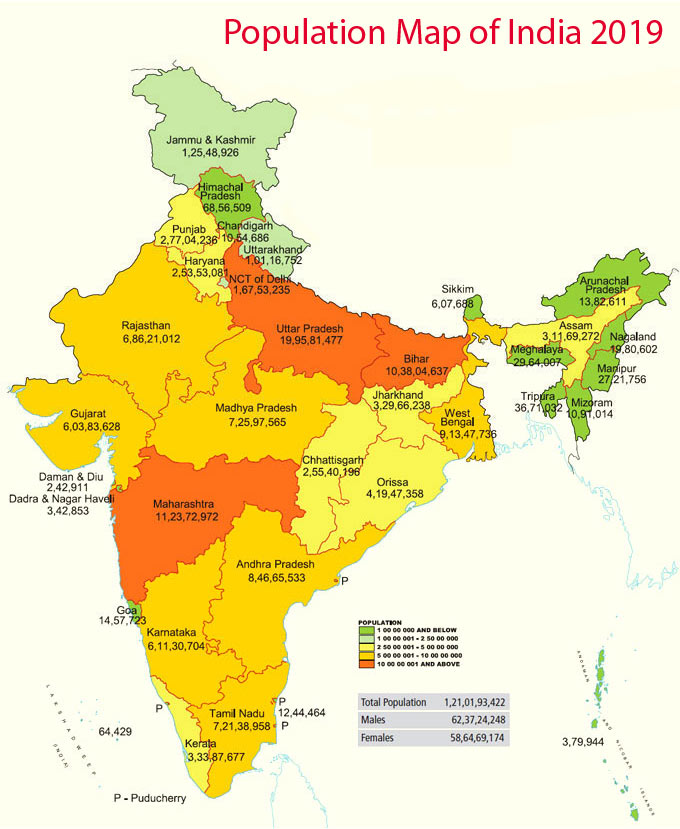 Population Map of India 2019
Jammu & Kashmir
1,25,48,926
Himachal
Pradesh
68,56,509
Punjab
2,77,04,236
Chandigarh
10,54,686
Uttarakhand
1,01,16,752
Haryana
2,53,53,081
NCT of Delhi
1,67,53,235
Rajasthan
6,86,21,012
Uttar Pradesh
19,95,81,477
Bihar
10,38,04,637
Sikkim
6,07,688
Arunachal
Pradesh
13,82,611
Assam
3,11,69,272
Nagaland
19,80,602
Meghalaya
29,64,007
Manipur
27,21,756
Tripura
36,71,032
Mizoram
10,91,014
Gujarat
6,03,83,628
Madhya Pradesh
7,25,97,565
Jharkhand
3,29,66,238
West
Bengal
9,13,47,736
Chhattisgarh
2,55,40,196
Orissa
4,19,47,358
Daman & Diu
2,42,911
Dadra & Nagar Haveli
3,42,853
Maharashtra
11,23,72,972
Andhra Pradesh
8,46,65,533
P
Goa
14,57,723
Karnataka
6,11,30,704
POPULATION
1 00 00 000 AND BELOW
1 00 00 001 - 2 50 00 000
2 50 00 001 - 5 00 00 000
5 00 00 001 - 10 00 00 000
10 00 00 001 AND ABOVE
Total Population 1,21,01,93,422
Males 62,37,24,248
Females 58,64,69,174
P
P
12,44,464
P
Tamil Nadu
7,21,38,958
Kerala
3,33,87,677
LAKSHADWEEP
(INDIA)
64,429
ANDAMAN
AND NICOBAR
ISLANDS
3,79,944
P - Puducherry